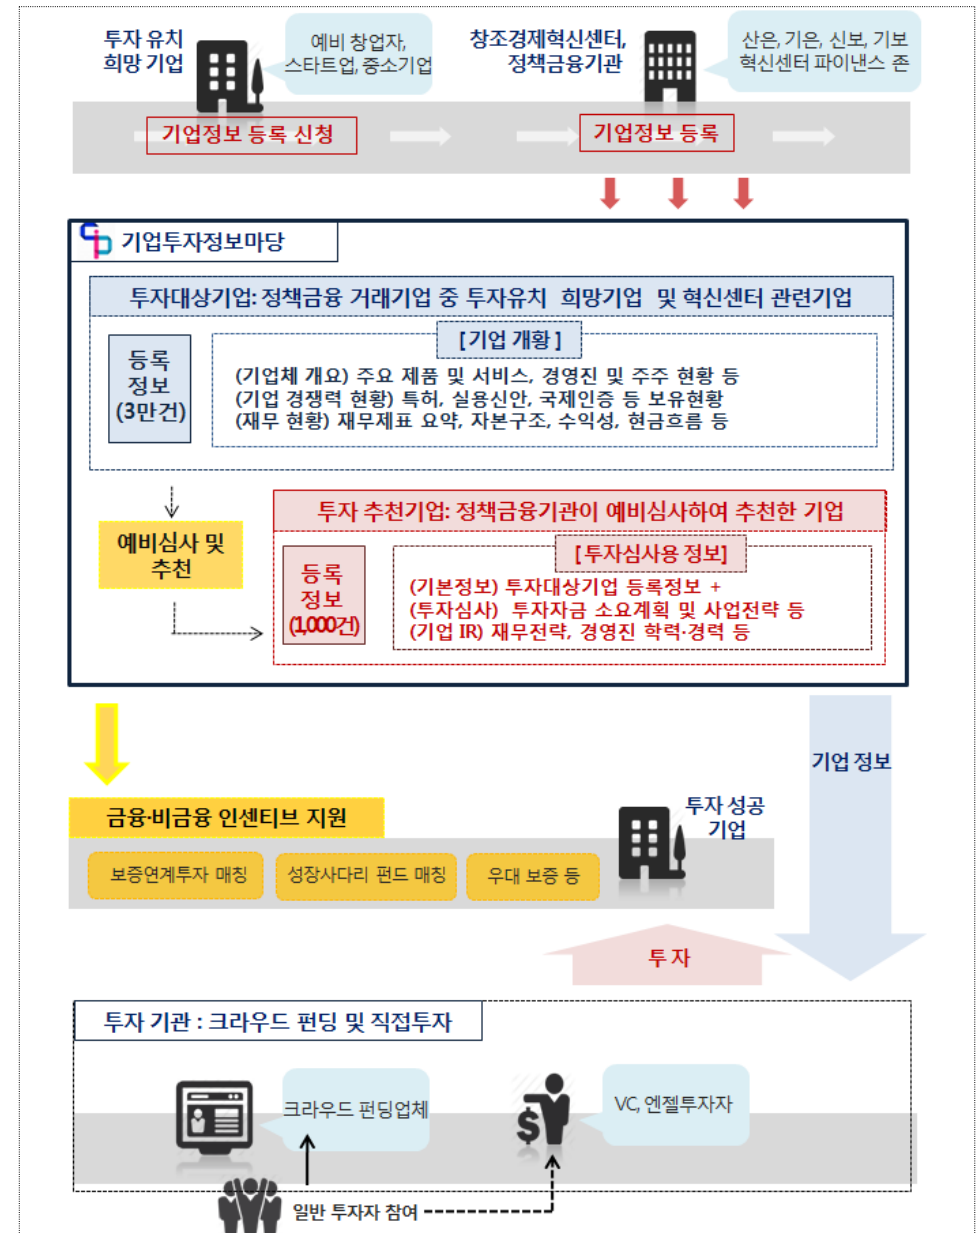 투자 유치
희망 기업
예비 창업자,
스타트업, 중소기업
창조경제혁신센터,
정책금융기관
산은, 기은, 신보, 기보
혁신센터 파이낸스 존
기업정보 등록 신청
기업정보 등록
기업투자정보마당
투자대상기업: 정책금융 거래기업 중 투자유치 희망기업 및 혁신센터 관련기업
등록
정보
(3만건)
[기업 개황]
(기업체 개요) 주요 제품 및 서비스, 경영진 및 주주 현황 등
(기업 경쟁력 현황) 특허, 실용신안, 국제인증 등 보유현황
(재무 현황) 재무제표 요약, 자본구조, 수익성, 현금흐름 등
예비심사 및
추천
투자 추천기업: 정책금융기관이 예비심사하여 추천한 기업
등록
정보
(1,000건)
[투자심사용 정보]
(기본정보) 투자대상기업 등록정보 +
(투자심사) 투자자금 소요계획 및 사업전략 등
(기업 IR) 재무전략, 경영진 학력·경력 등
기업 정보
금융·비금융 인센티브 지원
투자 성공
기업
보증연계투자 매칭
성장사다리 펀드 매칭
우대 보증 등
투자
투자 기관 : 크라우드 펀딩 및 직접투자
크라우드 펀딩업체
VC, 엔젤투자자
일반 투자자 참여